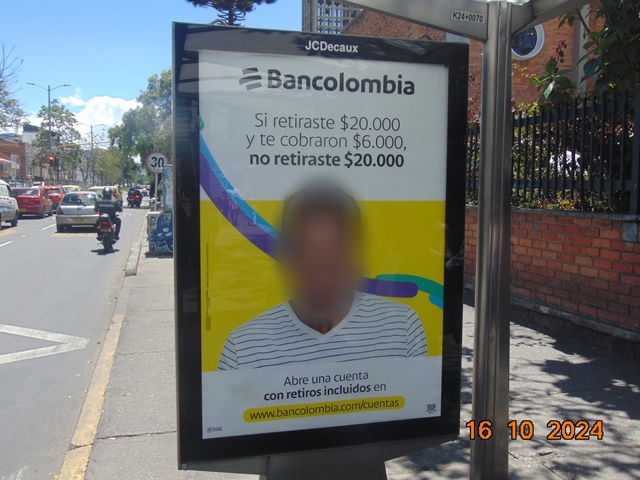 K24+0070
JCDecaux
Bancolombia
Si retiraste $20.000
y te cobraron $6.000,
no retiraste $20.000
30
Abre una cuenta
con retiros incluidos en
www.bancolombia.com/cuentas
16 10 2024